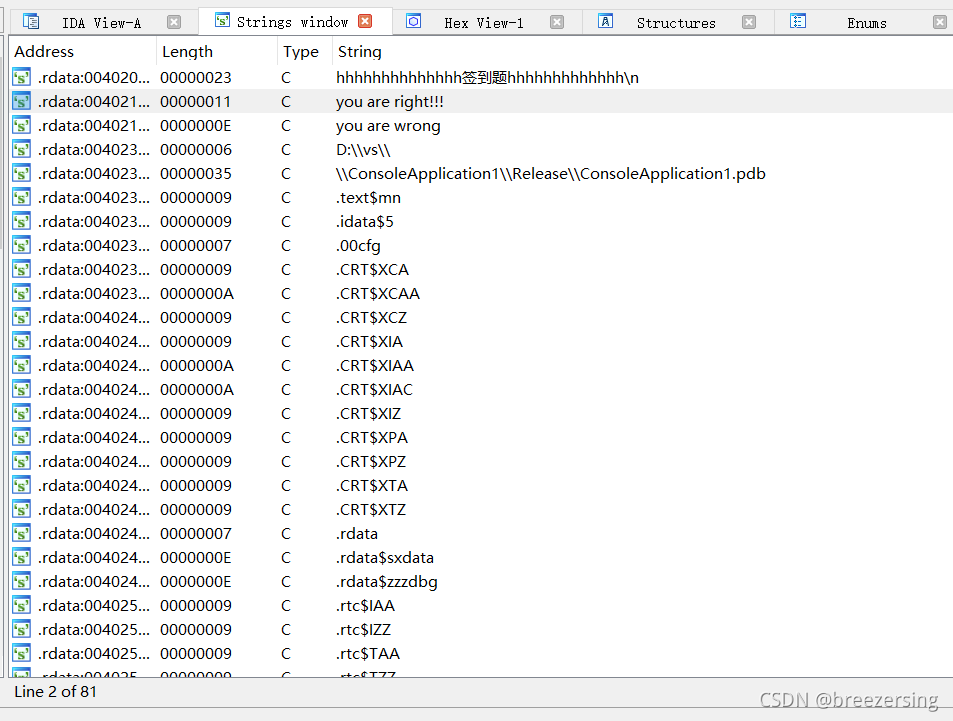 IDA View-A Strings window Hex View-1 Structures Enums
Address Length Type String
.rdata:004020... 00000023 C hhhhhhhhhhhhhh签到题hhhhhhhhhhhhh\n
.rdata:004021... 00000011 C you are right!!!
.rdata:004021... 0000000E C you are wrong
.rdata:004023... 00000006 C D:\\vs\\
.rdata:004023... 00000035 C \\ConsoleApplication1\\Release\\ConsoleApplication1.pdb
.rdata:004023... 00000009 C .text$mn
.rdata:004023... 00000009 C .idata$5
.rdata:004023... 00000007 C .00cfg
.rdata:004023... 00000009 C .CRT$XCA
.rdata:004023... 0000000A C .CRT$XCAA
.rdata:004024... 00000009 C .CRT$XCZ
.rdata:004024... 00000009 C .CRT$XIA
.rdata:004024... 0000000A C .CRT$XIAA
.rdata:004024... 0000000A C .CRT$XIAC
.rdata:004024... 00000009 C .CRT$XIZ
.rdata:004024... 00000009 C .CRT$XPA
.rdata:004024... 00000009 C .CRT$XPZ
.rdata:004024... 00000009 C .CRT$XTA
.rdata:004024... 00000009 C .CRT$XTZ
.rdata:004024... 00000007 C .rdata
.rdata:004024... 0000000E C .rdata$sxdata
.rdata:004024... 0000000E C .rdata$zzzdbg
.rdata:004025... 00000009 C .rtc$IAA
.rdata:004025... 00000009 C .rtc$IZZ
.rdata:004025... 00000009 C .rtc$TAA
.rdata:004025... 00000009 C .rtc$TZZ
Line 2 of 81
CSDN @breezersing